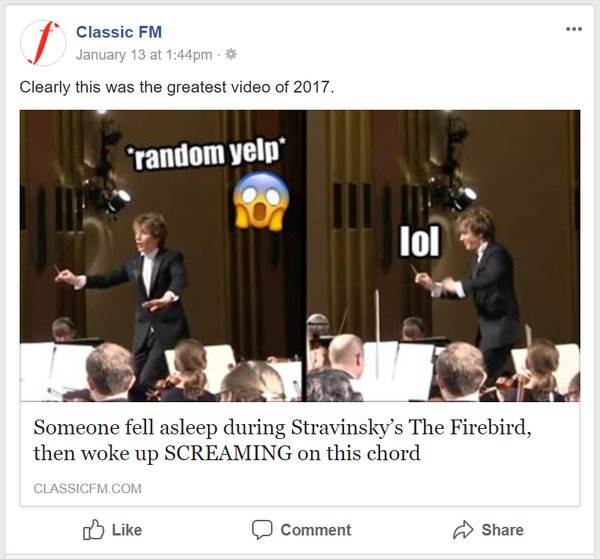 Classic FM
January 13 at 1:44pm ·
Clearly this was the greatest video of 2017.
*random yelp*
lol
Someone fell asleep during Stravinsky’s The Firebird,
then woke up SCREAMING on this chord
CLASSICFM.COM
Like Comment Share